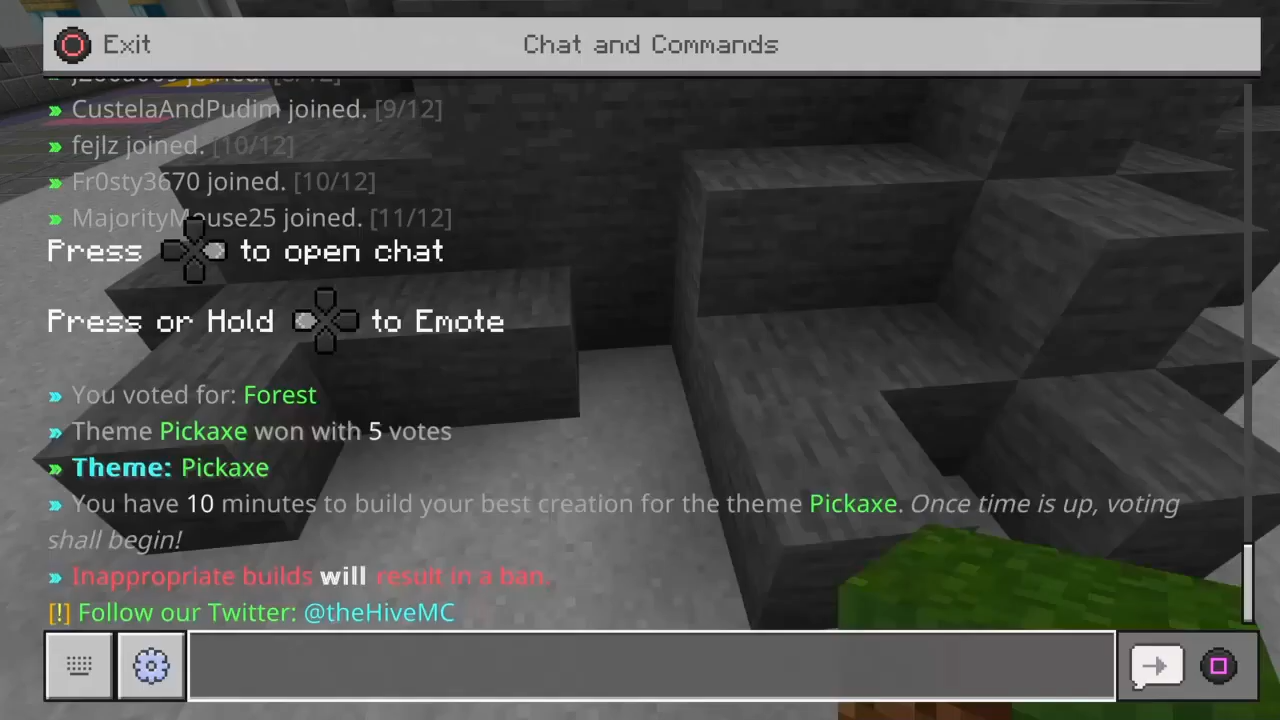 Exit
Chat and Commands
» CustelaAndPudim joined. [9/12]
» fejlz joined. [10/12]
» Fr0sty3670 joined. [10/12]
» MajorityMouse25 joined. [11/12]
Press to open chat
Press or Hold to Emote
» You voted for: Forest
» Theme Pickaxe won with 5 votes
» Theme: Pickaxe
» You have 10 minutes to build your best creation for the theme Pickaxe. Once time is up, voting
shall begin!
» Inappropriate builds will result in a ban.
[!] Follow our Twitter: @theHiveMC